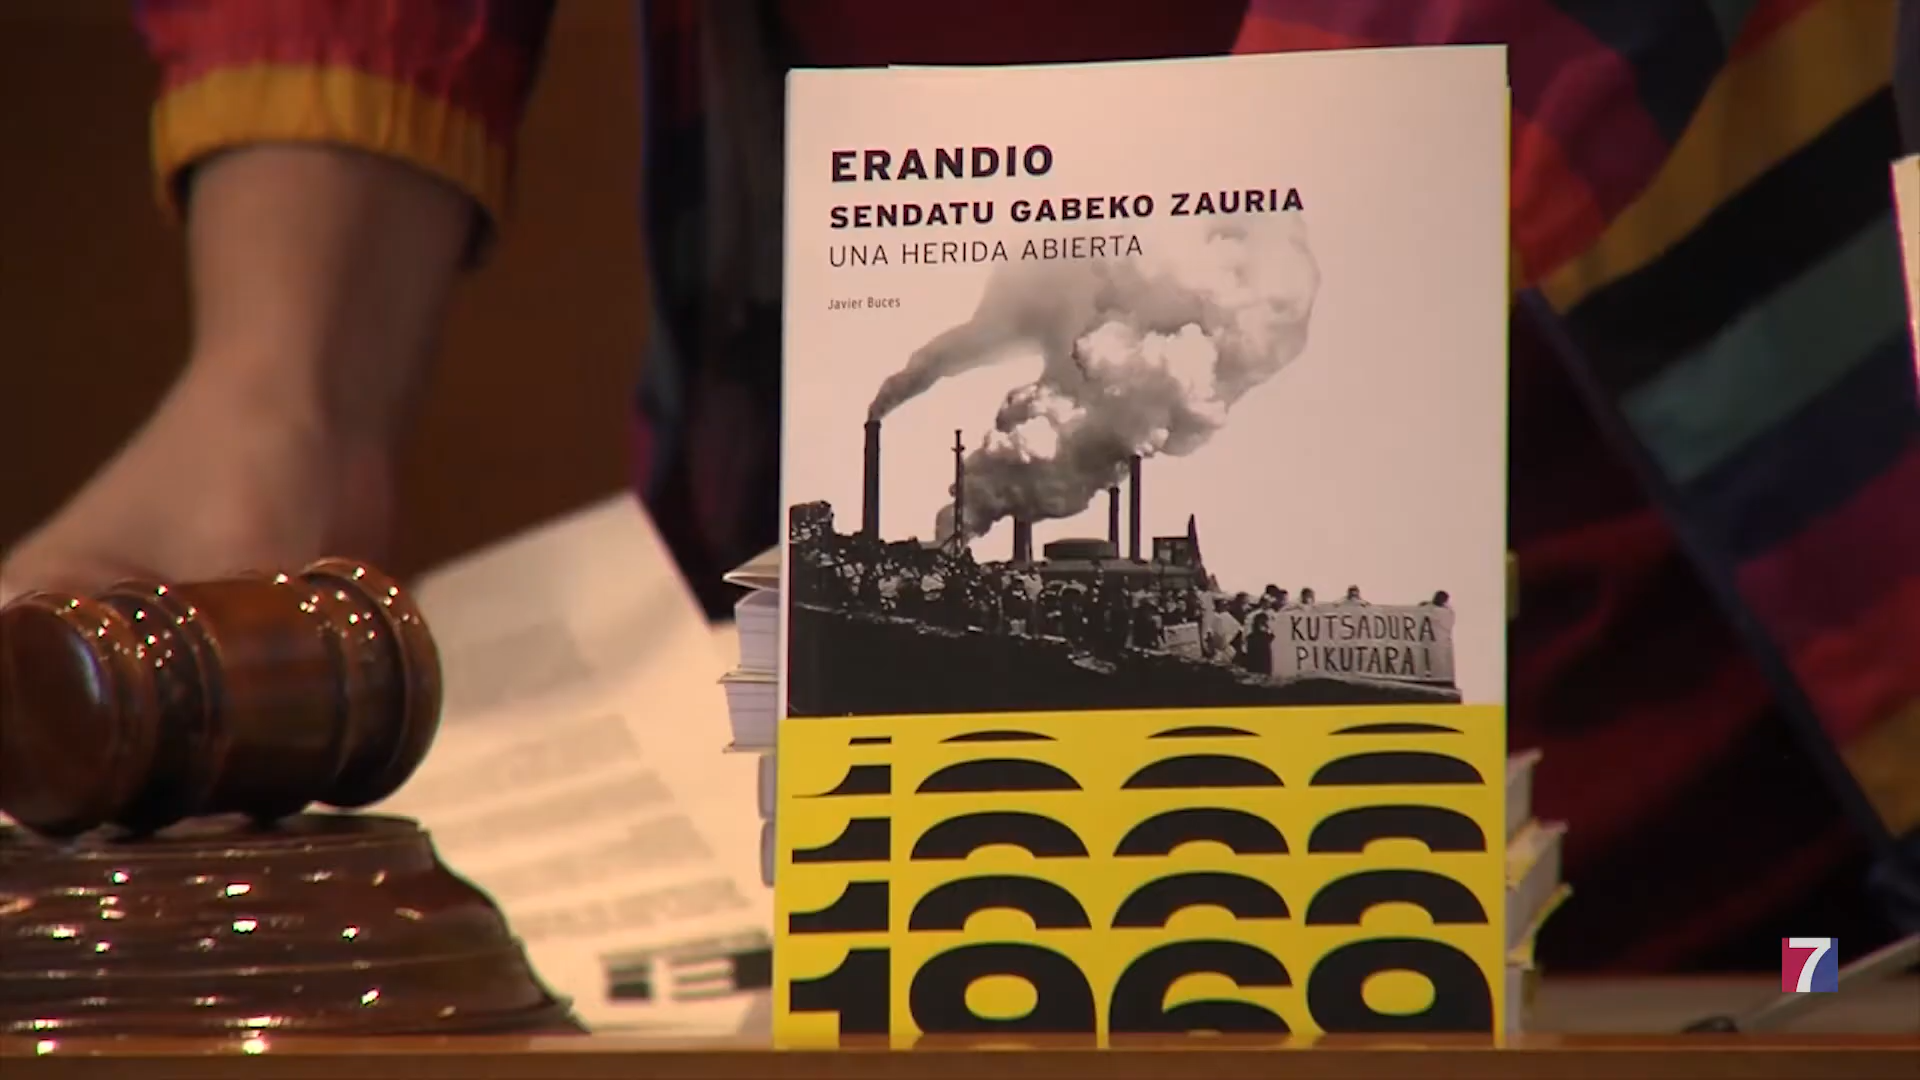 ERANDIO
SENDATU GABEKO ZAURIA
UNA HERIDA ABIERTA
Javier Buces
KUTSADURA
PIKUTARA!
1969
7